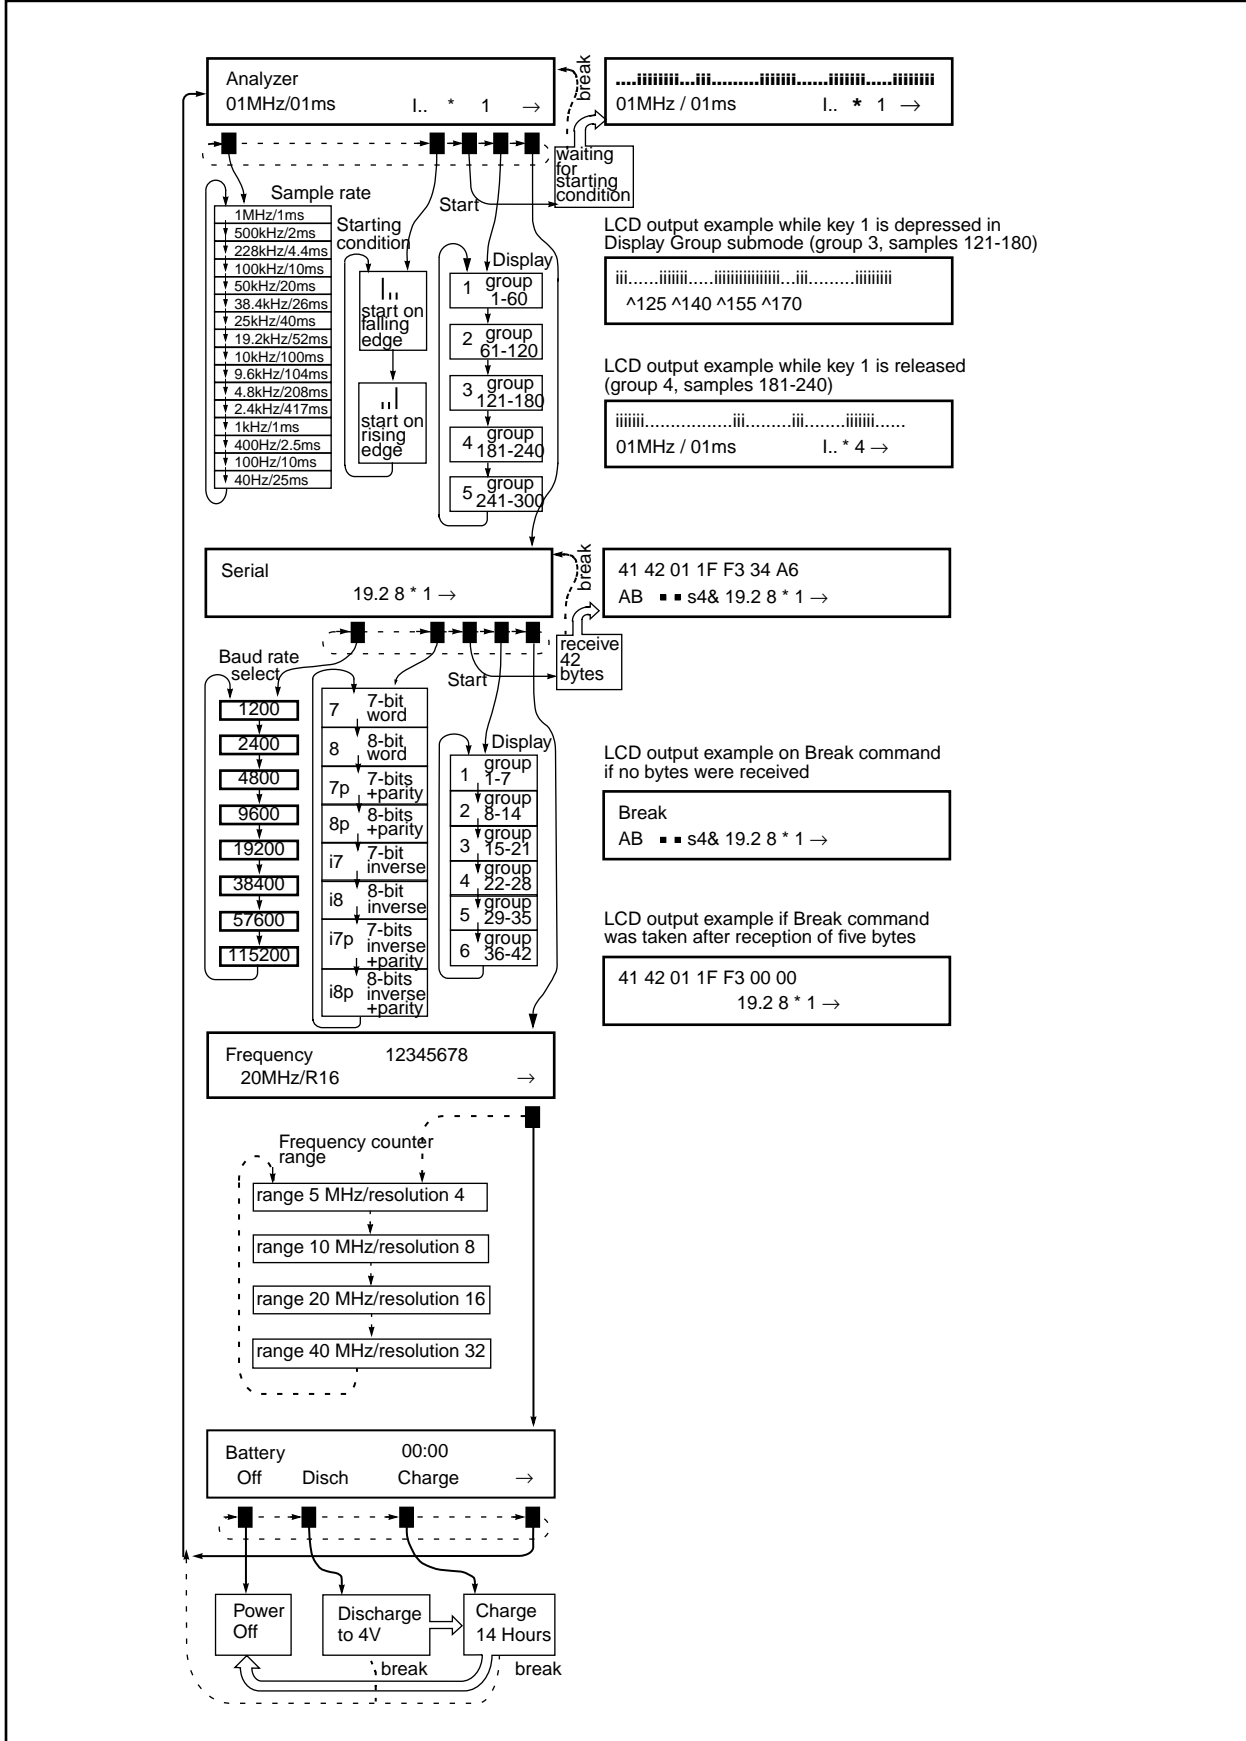 Analyzer
01MHz/01ms I.. * 1 →
break
....iiiiiiii...iii.........iiiiiii......iiiiiii.....iiiiiiii
01MHz / 01ms I.. * 1 →
waiting
for
starting
condition
Start
Sample rate
1MHz/1ms
500kHz/2ms
228kHz/4.4ms
100kHz/10ms
50kHz/20ms
38.4kHz/26ms
25kHz/40ms
19.2kHz/52ms
10kHz/100ms
9.6kHz/104ms
4.8kHz/208ms
2.4kHz/417ms
1kHz/1ms
400Hz/2.5ms
100Hz/10ms
40Hz/25ms
Starting
condition
start on
falling
edge
start on
rising
edge
Display
1 group
1-60
2 group
61-120
3 group
121-180
4 group
181-240
5 group
241-300
LCD output example while key 1 is depressed in
Display Group submode (group 3, samples 121-180)
iii......iiiiiii.....iiiiiiiiiiiiiiii...iii.........iiiiiiiii
^125 ^140 ^155 ^170
LCD output example while key 1 is released
(group 4, samples 181-240)
iiiiiii..................iii.........iii........iiiiiii......
01MHz / 01ms I.. * 4 →
Serial
19.2 8 * 1 →
break
41 42 01 1F F3 34 A6
AB ▪ ▪ s4& 19.2 8 * 1 →
receive
42
bytes
Start
Baud rate
select
1200
2400
4800
9600
19200
38400
57600
115200
7 7-bit
word
8 8-bit
word
7p 7-bits
+parity
8p 8-bits
+parity
i7 7-bit
inverse
i8 8-bit
inverse
i7p 7-bits
inverse
+parity
i8p 8-bits
inverse
+parity
Display
1 group
1-7
2 group
8-14
3 group
15-21
4 group
22-28
5 group
29-35
6 group
36-42
LCD output example on Break command
if no bytes were received
Break
AB ▪ ▪ s4& 19.2 8 * 1 →
LCD output example if Break command
was taken after reception of five bytes
41 42 01 1F F3 00 00
19.2 8 * 1 →
Frequency 12345678
20MHz/R16 →
Frequency counter
range
range 5 MHz/resolution 4
range 10 MHz/resolution 8
range 20 MHz/resolution 16
range 40 MHz/resolution 32
Battery 00:00
Off Disch Charge →
Power
Off
Discharge
to 4V
Charge
14 Hours
break break